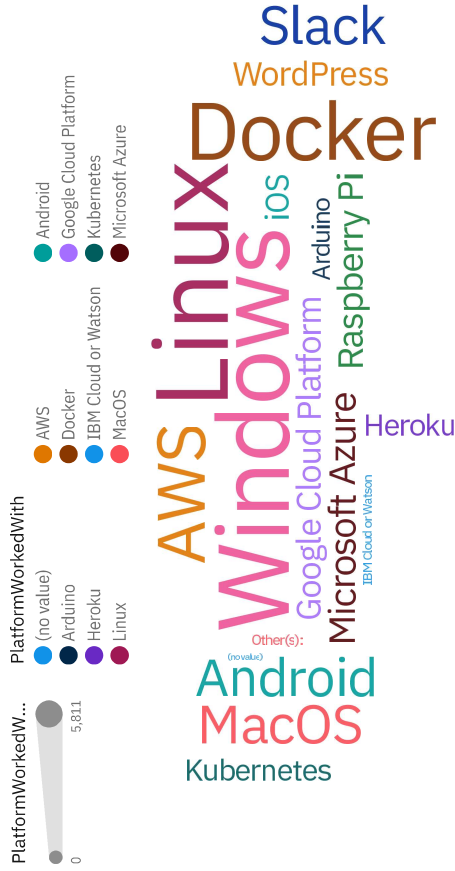 PlatformWorkedW...
0
5,811
PlatformWorkedWith
(no value)
Arduino
Heroku
Linux
AWS
Docker
IBM Cloud or Watson
MacOS
Android
Google Cloud Platform
Kubernetes
Microsoft Azure
Slack
WordPress
Docker
Linux
iOS
Arduino
Raspberry Pi
Windows
Google Cloud Platform
AWS
Microsoft Azure
Heroku
IBM Cloud or Watson
Other(s):
(no value)
Android
MacOS
Kubernetes